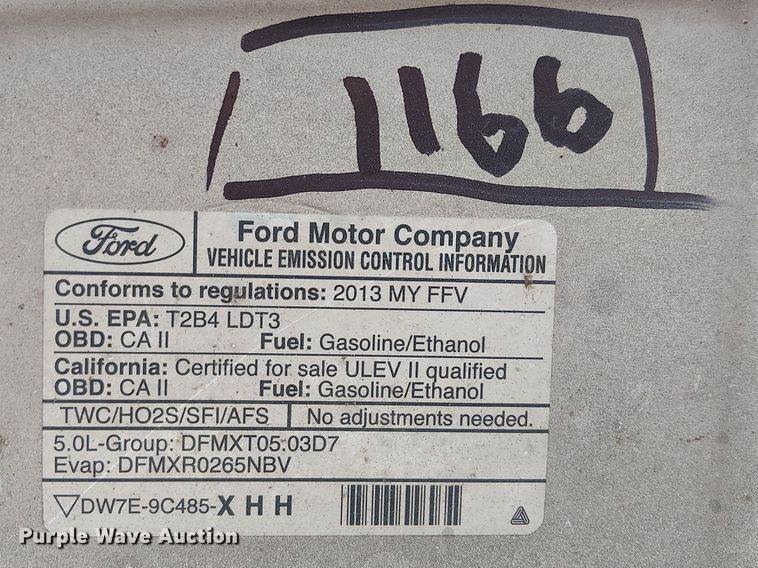 1166
Ford
Ford Motor Company
VEHICLE EMISSION CONTROL INFORMATION
Conforms to regulations: 2013 MY FFV
U.S. EPA: T2B4 LDT3
OBD: CA II Fuel: Gasoline/Ethanol
California: Certified for sale ULEV II qualified
OBD: CA II Fuel: Gasoline/Ethanol
TWC/HO2S/SFI/AFS No adjustments needed.
5.0L-Group: DFMXT05.03D7
Evap: DFMXR0265NBV
DW7E-9C485-XHH
Purple Wave Auction